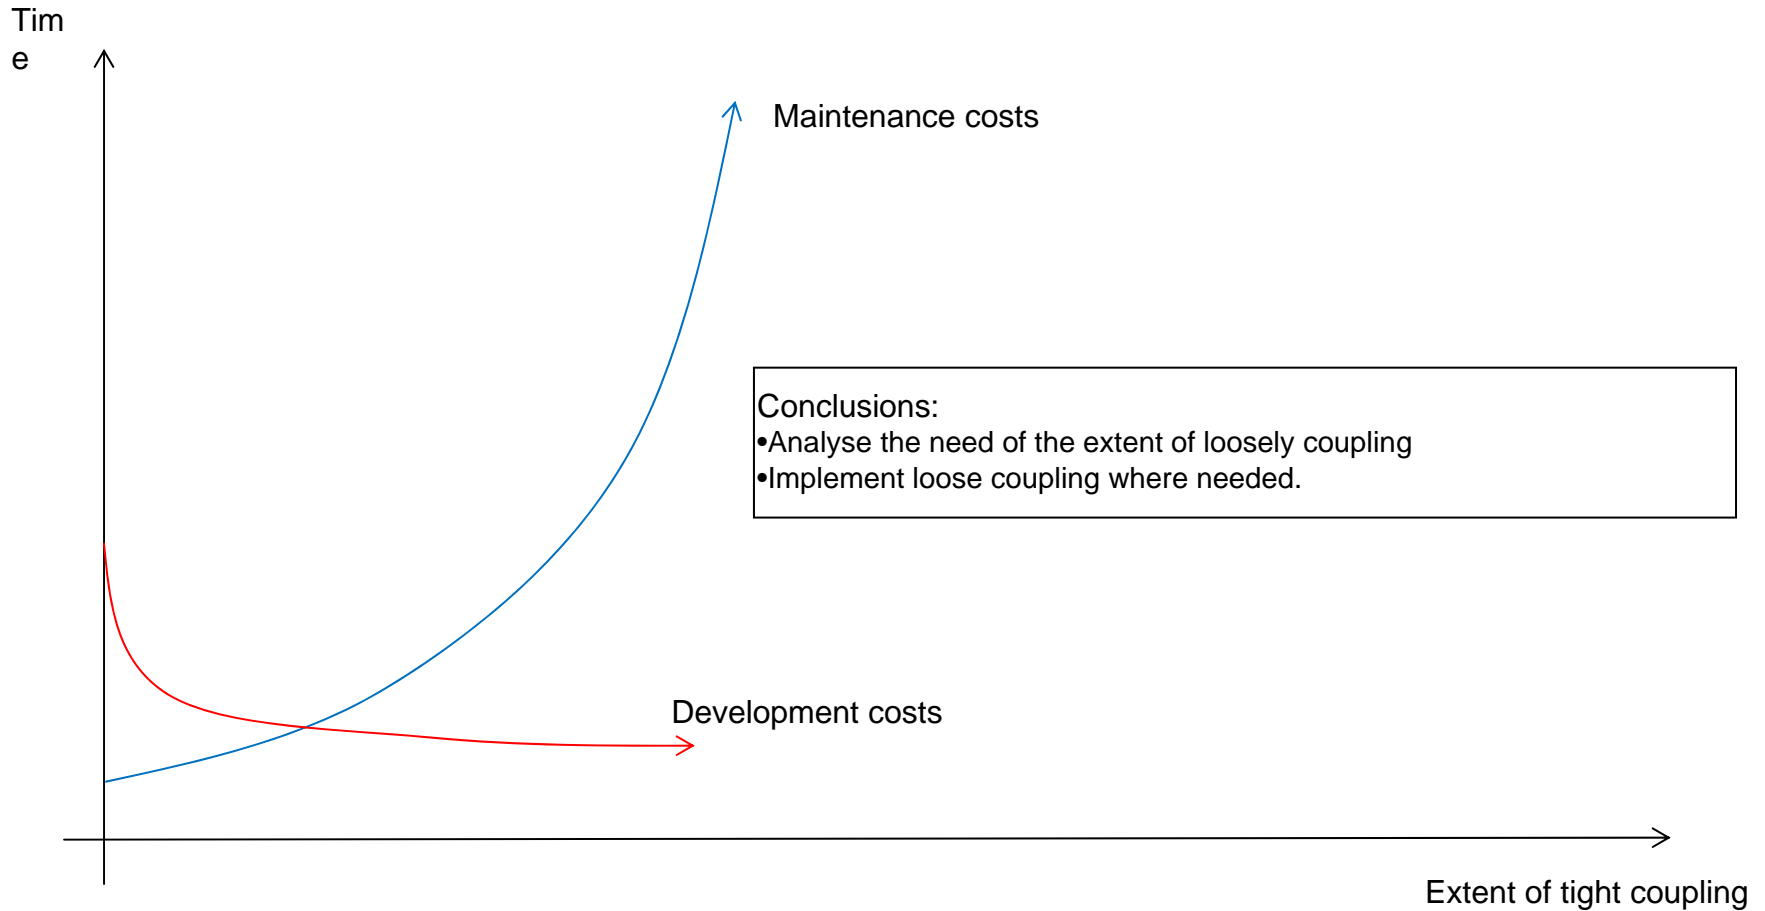 Tim
e
Maintenance costs
Conclusions:
•Analyse the need of the extent of loosely coupling
•Implement loose coupling where needed.
Development costs
Extent of tight coupling